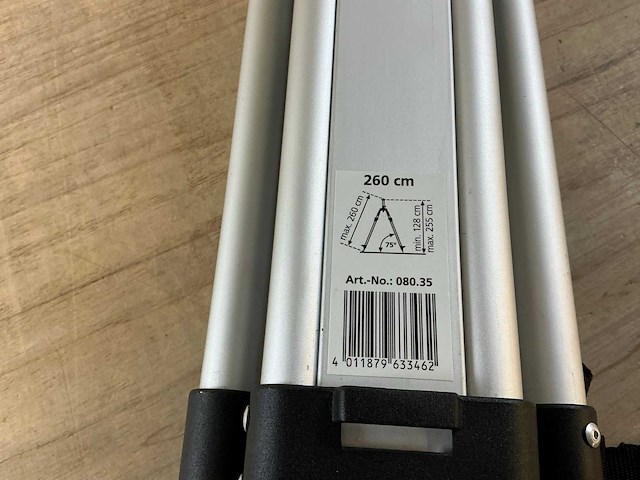 260 cm
max. 260 cm
min. 128 cm
max. 255 cm
75°
Art.-No.: 080.35
4 011879 633462